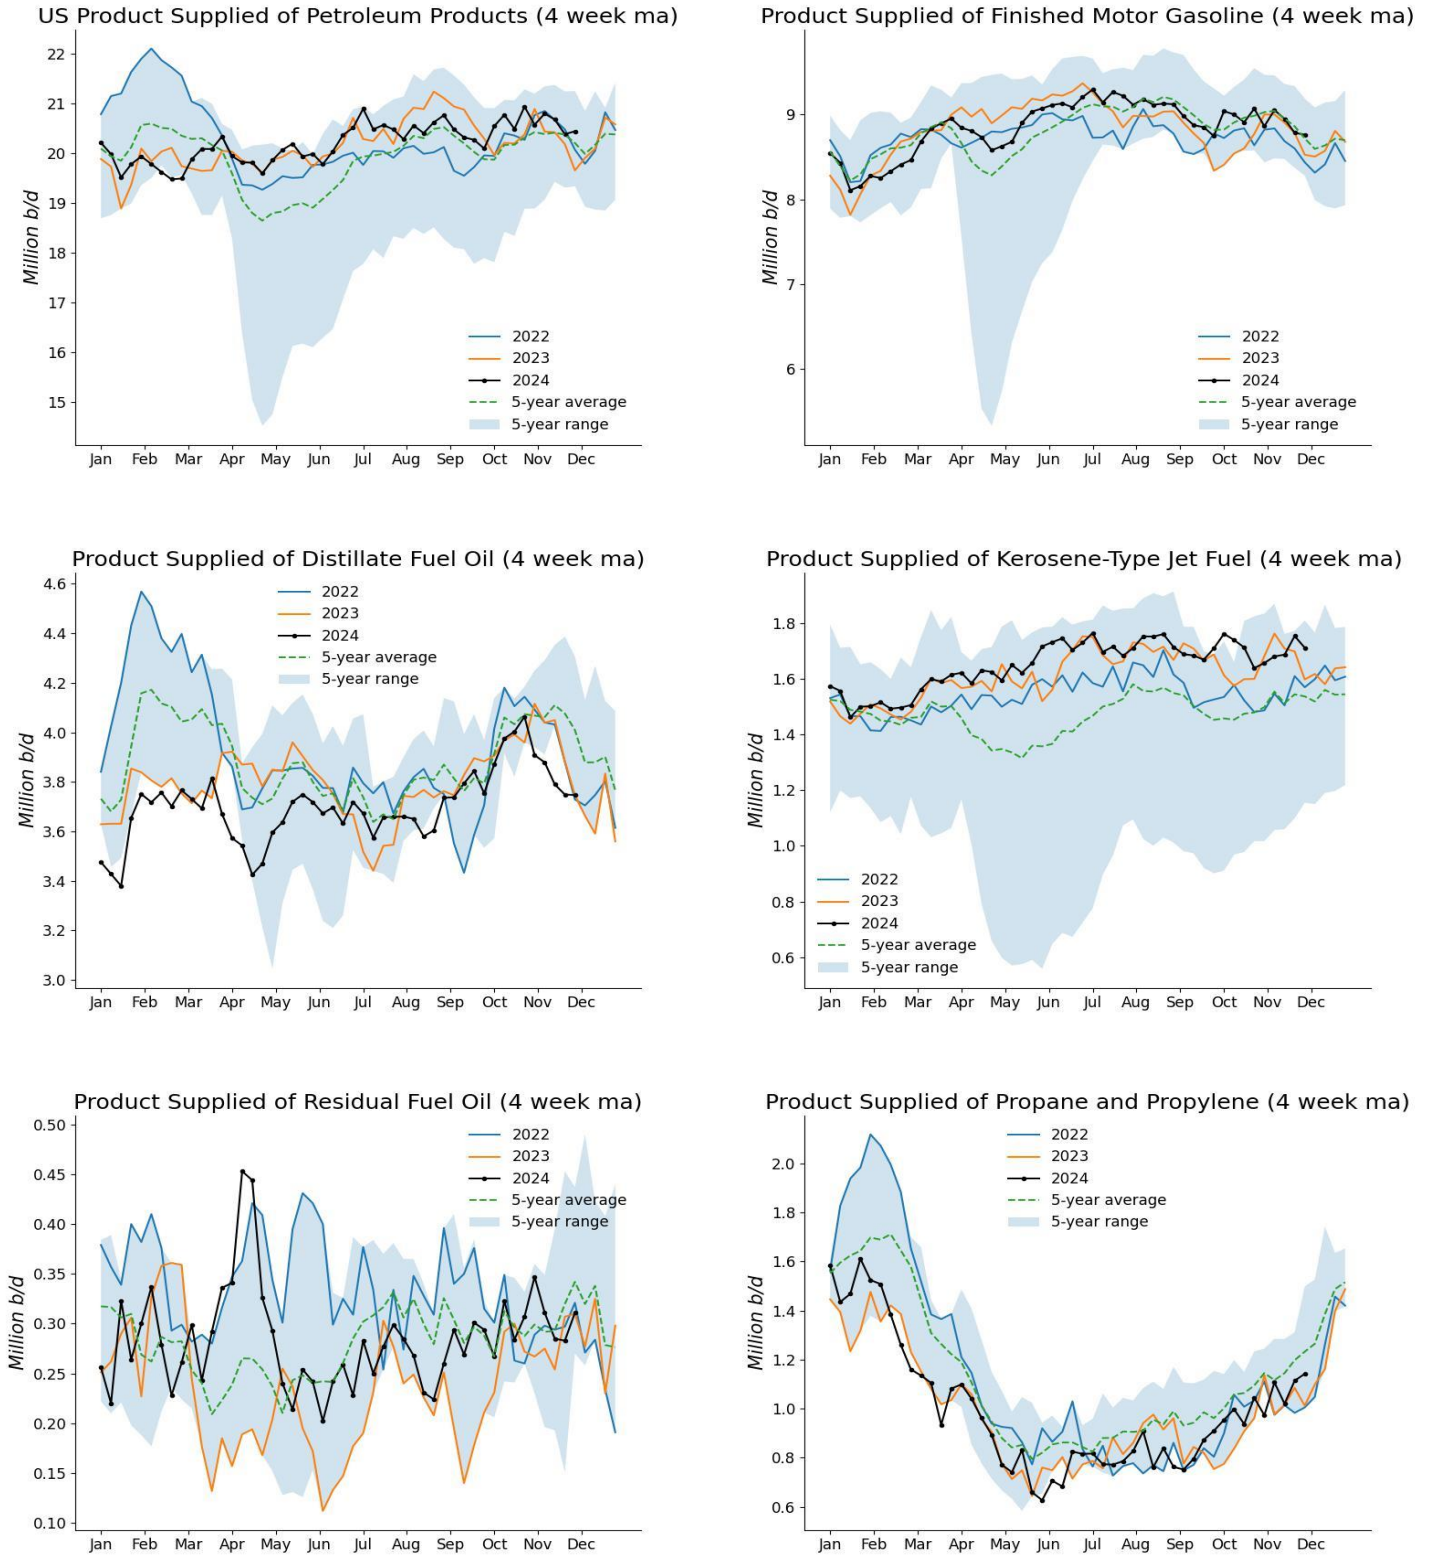 US Product Supplied of Petroleum Products (4 week ma)
Million b/d
22
21
20
19
18
17
16
15
2022
2023
2024
5-year average
5-year range
Jan Feb Mar Apr May Jun Jul Aug Sep Oct Nov Dec
Product Supplied of Finished Motor Gasoline (4 week ma)
Million b/d
9
8
7
6
2022
2023
2024
5-year average
5-year range
Jan Feb Mar Apr May Jun Jul Aug Sep Oct Nov Dec
Product Supplied of Distillate Fuel Oil (4 week ma)
Million b/d
4.6
4.4
4.2
4.0
3.8
3.6
3.4
3.2
3.0
2022
2023
2024
5-year average
5-year range
Jan Feb Mar Apr May Jun Jul Aug Sep Oct Nov Dec
Product Supplied of Kerosene-Type Jet Fuel (4 week ma)
Million b/d
1.8
1.6
1.4
1.2
1.0
0.8
0.6
2022
2023
2024
5-year average
5-year range
Jan Feb Mar Apr May Jun Jul Aug Sep Oct Nov Dec
Product Supplied of Residual Fuel Oil (4 week ma)
Million b/d
0.50
0.45
0.40
0.35
0.30
0.25
0.20
0.15
0.10
2022
2023
2024
5-year average
5-year range
Jan Feb Mar Apr May Jun Jul Aug Sep Oct Nov Dec
Product Supplied of Propane and Propylene (4 week ma)
Million b/d
2.0
1.8
1.6
1.4
1.2
1.0
0.8
0.6
2022
2023
2024
5-year average
5-year range
Jan Feb Mar Apr May Jun Jul Aug Sep Oct Nov Dec